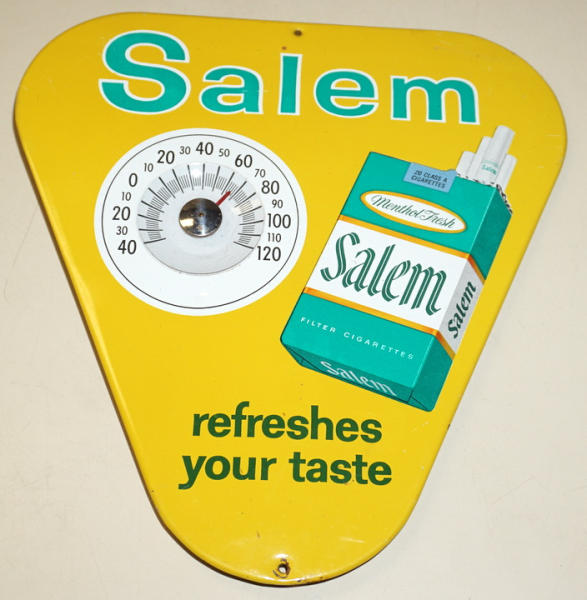 Salem
40
20
10
0
10
20
30
40
50
60
70
80
90
100
110
120
20 CLASS A
CIGARETTES
Menthol Fresh
Salem
Salem
FILTER CIGARETTES
Salem
Salem
refreshes
your taste